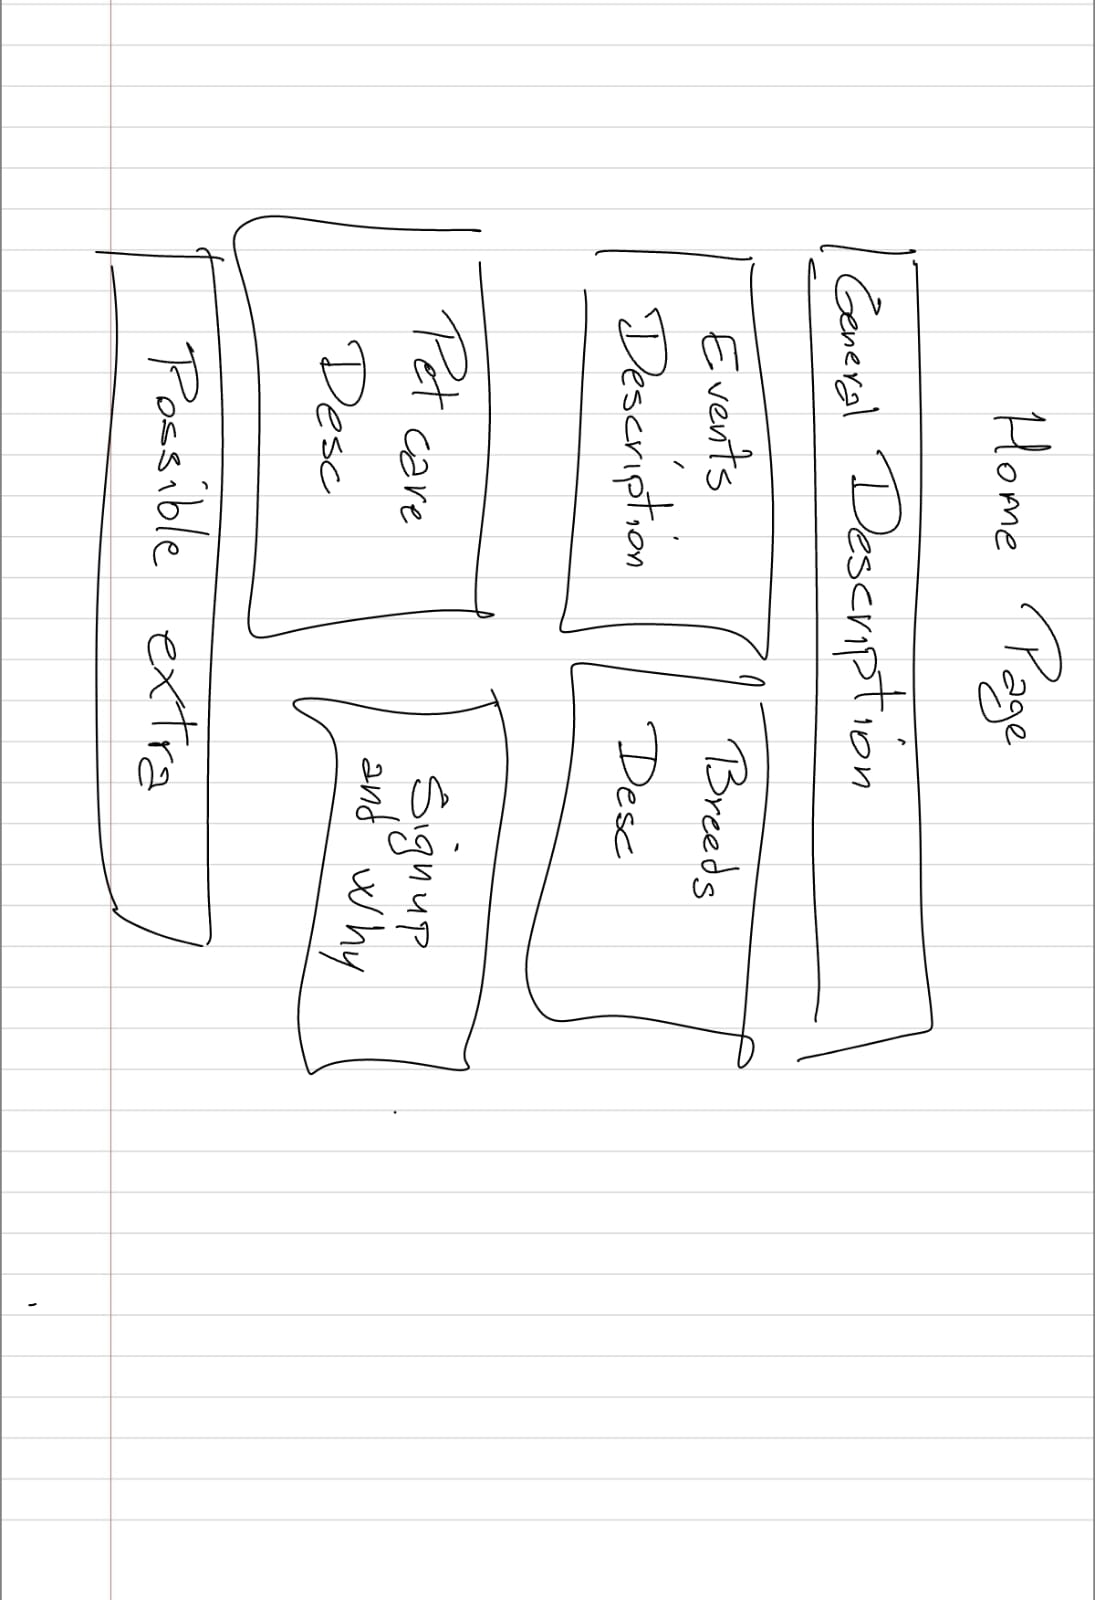 Home Page
General Description
Events
Description
Breeds
Desc
Pet care
Desc
Signup
and why
Possible extra